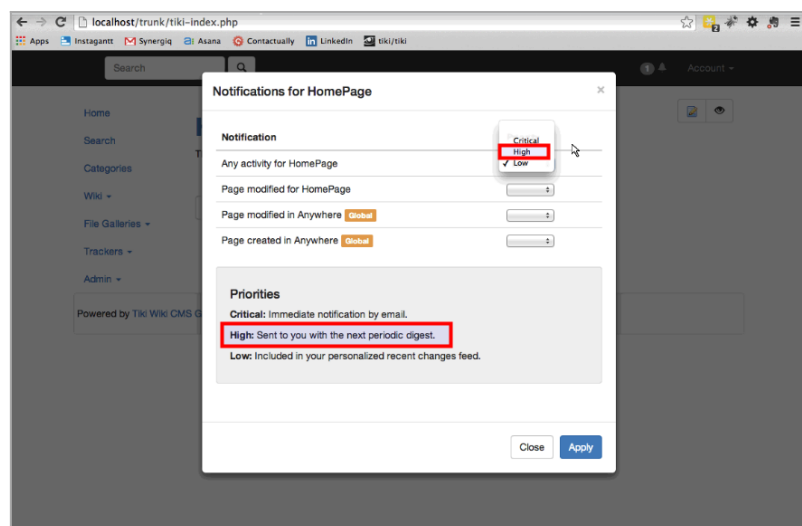 localhost/trunk/tiki-index.php
Apps Instagantt Synergiq Asana Contactually LinkedIn tiki/tiki
Search
1 Account
Notifications for HomePage ×
Home
Search
Categories
Wiki
File Galleries
Trackers
Admin
Powered by Tiki Wiki CMS G
Notification
Critical
High
✓ Low
Any activity for HomePage
Page modified for HomePage
Page modified in Anywhere Global
Page created in Anywhere Global
Priorities
Critical: Immediate notification by email.
High: Sent to you with the next periodic digest.
Low: Included in your personalized recent changes feed.
Close Apply